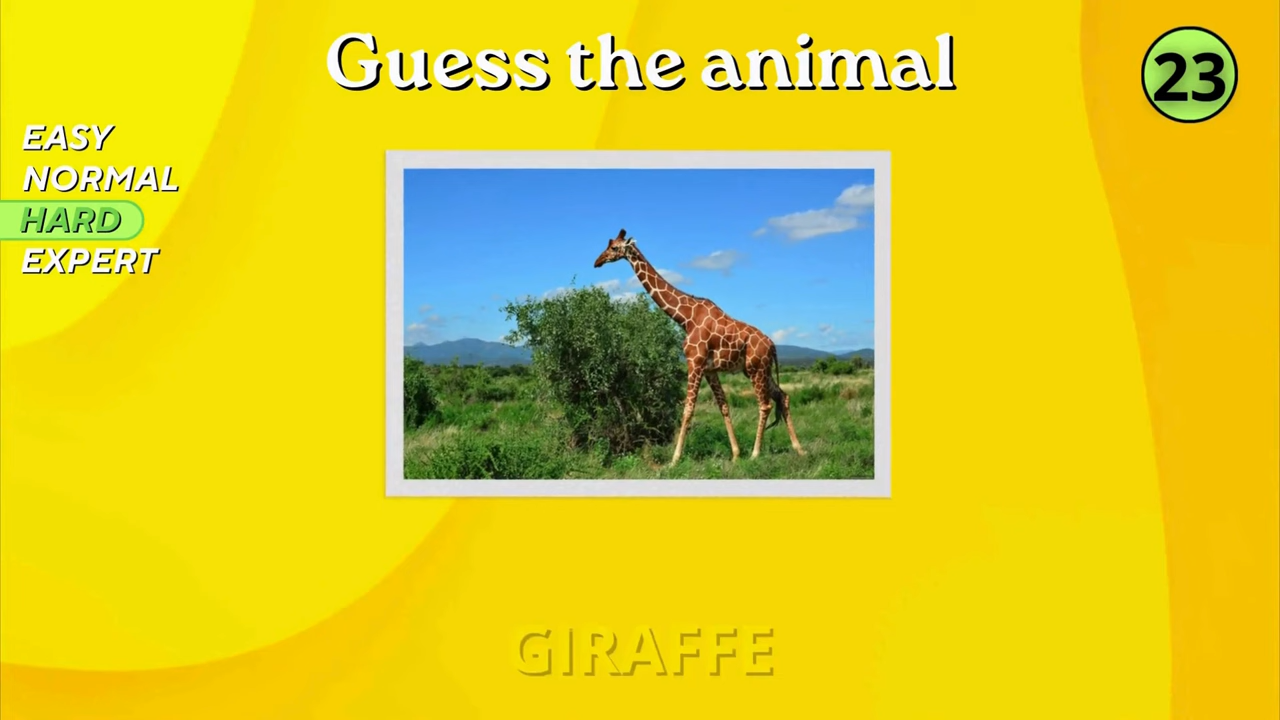 Guess the animal
23
EASY
NORMAL
HARD
EXPERT
GIRAFFE